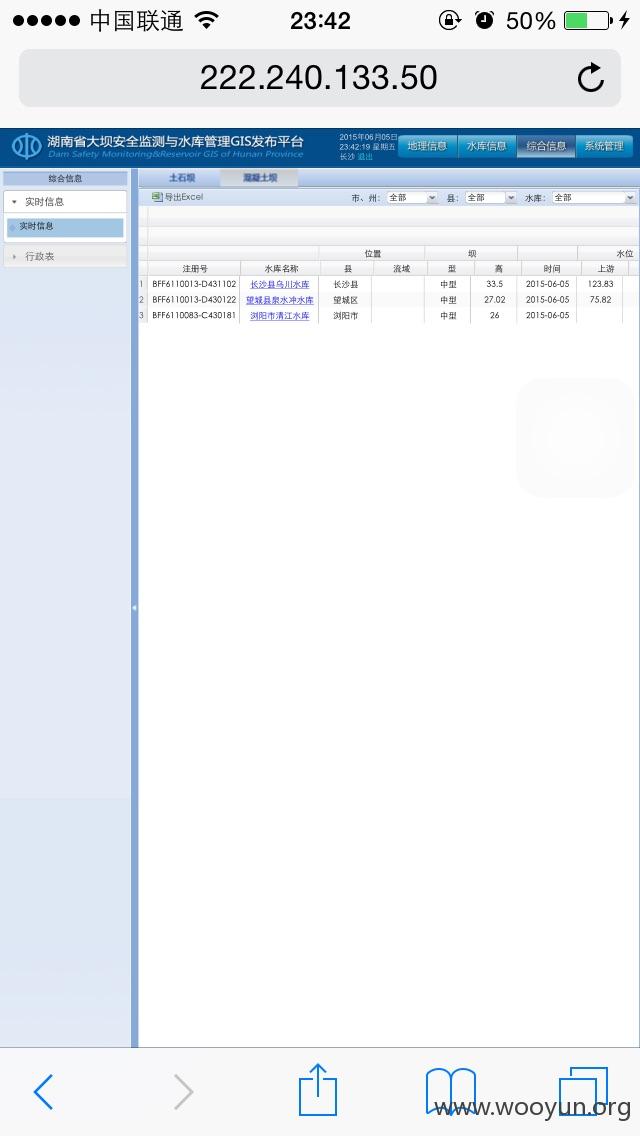 中国联通 23:42 50%
222.240.133.50
湖南省大坝安全监测与水库管理GIS发布平台
Dam Safety Monitoring&Reservoir GIS of Hunan Province
2015年06月05日
23:42:19 星期五
长沙 退出
地理信息 水库信息 综合信息 系统管理
综合信息
实时信息
实时信息
行政表
土石坝 混凝土坝
导出Excel 市、州: 全部 县: 全部 水库: 全部
位置 坝 水位
注册号 水库名称 县 流域 型 高 时间 上游
1 BFF6110013-D431102 长沙县乌川水库 长沙县 中型 33.5 2015-06-05 123.83
2 BFF6110013-D430122 望城县泉水冲水库 望城区 中型 27.02 2015-06-05 75.82
3 BFF6110083-C430181 浏阳市清江水库 浏阳市 中型 26 2015-06-05
www.wooyun.org